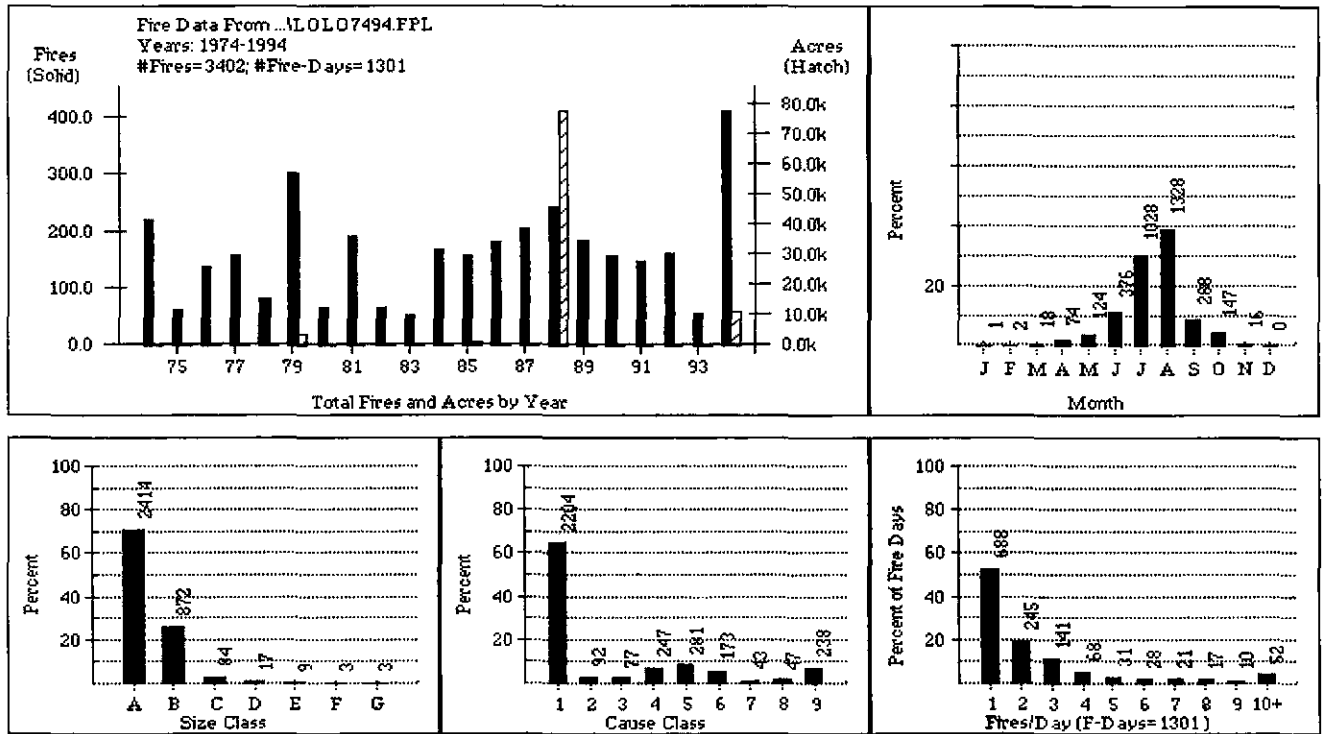 Fire Data From ...\LOLO7494.FPL
Years: 1974-1994
#Fires=3402; #Fire-Days=1301
Fires
(Solid)
Acres
(Hatch)
400.0
300.0
200.0
100.0
0.0
80.0k
70.0k
60.0k
50.0k
40.0k
30.0k
20.0k
10.0k
0.0k
75 77 79 81 83 85 87 89 91 93
Total Fires and Acres by Year
Percent
20
1 2 18 74 124 376 1028 1328 288 147 16 0
J F M A M J J A S O N D
Month
Percent
100
80
60
40
20
2414 872 84 17 9 3 3
A B C D E F G
Size Class
Percent
100
80
60
40
20
2204 92 77 247 281 173 43 47 238
1 2 3 4 5 6 7 8 9
Cause Class
Percent of Fire Days
100
80
60
40
20
688 245 141 68 31 28 21 17 10 52
1 2 3 4 5 6 7 8 9 10+
Fires/Day (F-Days=1301)